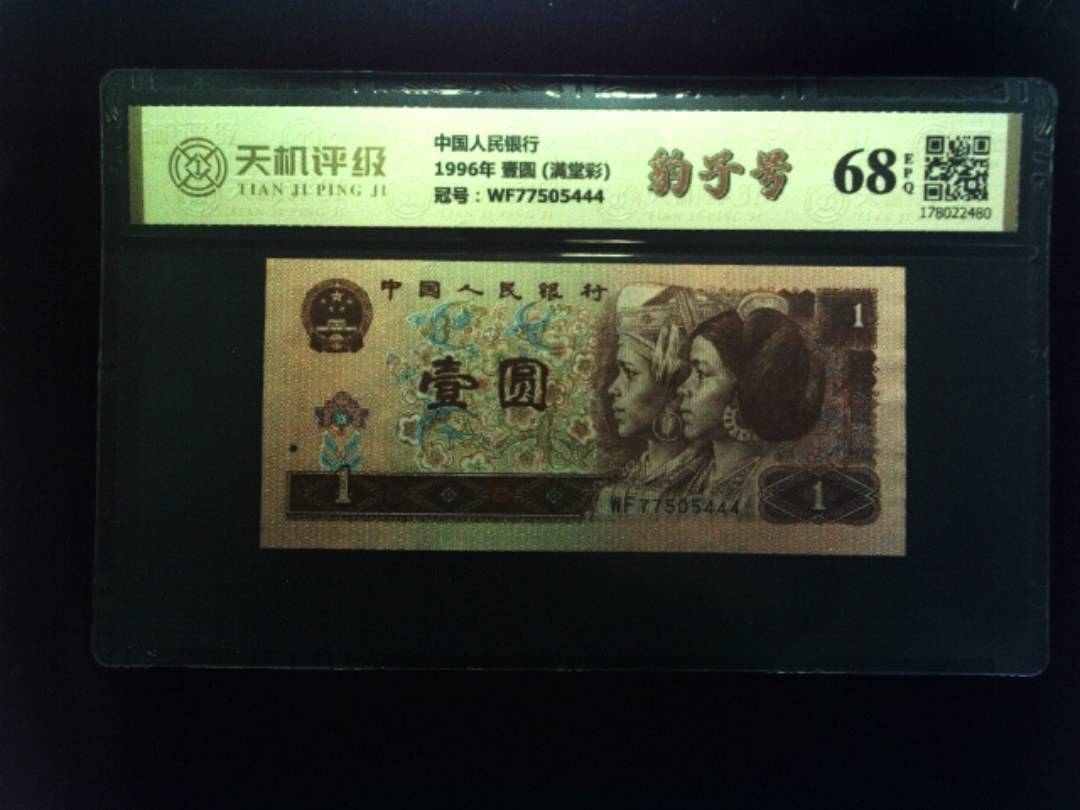 天机评级
TIAN JI PING JI
中国人民银行
1996年 壹圆 (满堂彩)
冠号：WF77505444
豹子号
68
EPQ
178022480
中国人民银行
壹圆
1
1
1
WF77505444